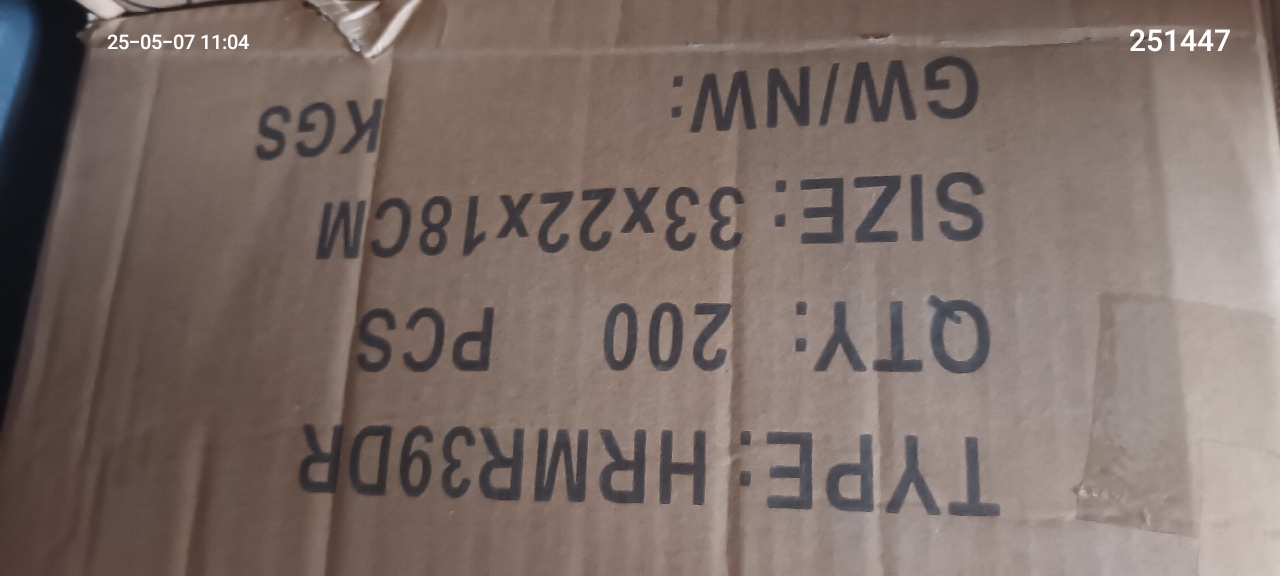 25-05-07 11:04
251447
TYPE: HRMR39DR
QTY: 200 PCS
SIZE: 33x22x18CM
GW/NW: KGS